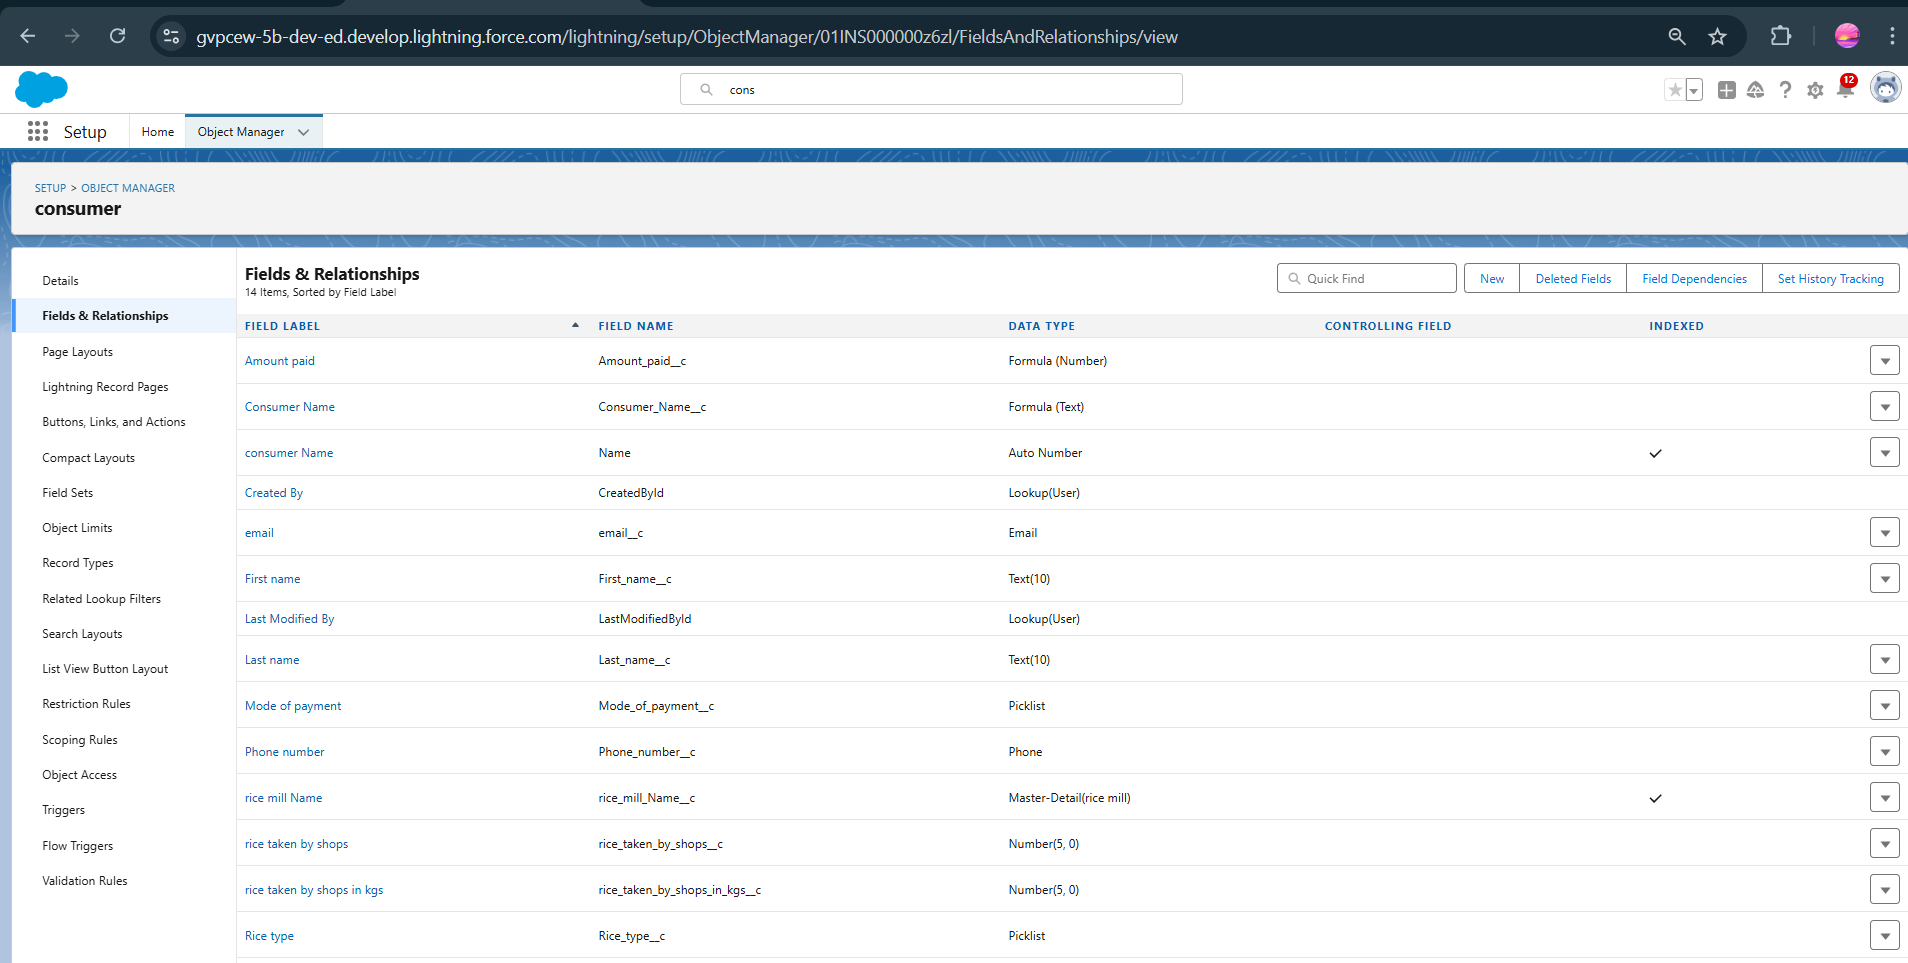 gvpcew-5b-dev-ed.develop.lightning.force.com/lightning/setup/ObjectManager/01INS000000z6zl/FieldsAndRelationships/view
cons
12
Setup
Home
Object Manager
SETUP > OBJECT MANAGER
consumer
Details
Fields & Relationships
Page Layouts
Lightning Record Pages
Buttons, Links, and Actions
Compact Layouts
Field Sets
Object Limits
Record Types
Related Lookup Filters
Search Layouts
List View Button Layout
Restriction Rules
Scoping Rules
Object Access
Triggers
Flow Triggers
Validation Rules
Fields & Relationships
14 Items, Sorted by Field Label
Quick Find
New
Deleted Fields
Field Dependencies
Set History Tracking
FIELD LABEL FIELD NAME DATA TYPE CONTROLLING FIELD INDEXED
Amount paid Amount_paid__c Formula (Number)
Consumer Name Consumer_Name__c Formula (Text)
consumer Name Name Auto Number
Created By CreatedById Lookup(User)
email email__c Email
First name First_name__c Text(10)
Last Modified By LastModifiedById Lookup(User)
Last name Last_name__c Text(10)
Mode of payment Mode_of_payment__c Picklist
Phone number Phone_number__c Phone
rice mill Name rice_mill_Name__c Master-Detail(rice mill)
rice taken by shops rice_taken_by_shops__c Number(5, 0)
rice taken by shops in kgs rice_taken_by_shops_in_kgs__c Number(5, 0)
Rice type Rice_type__c Picklist